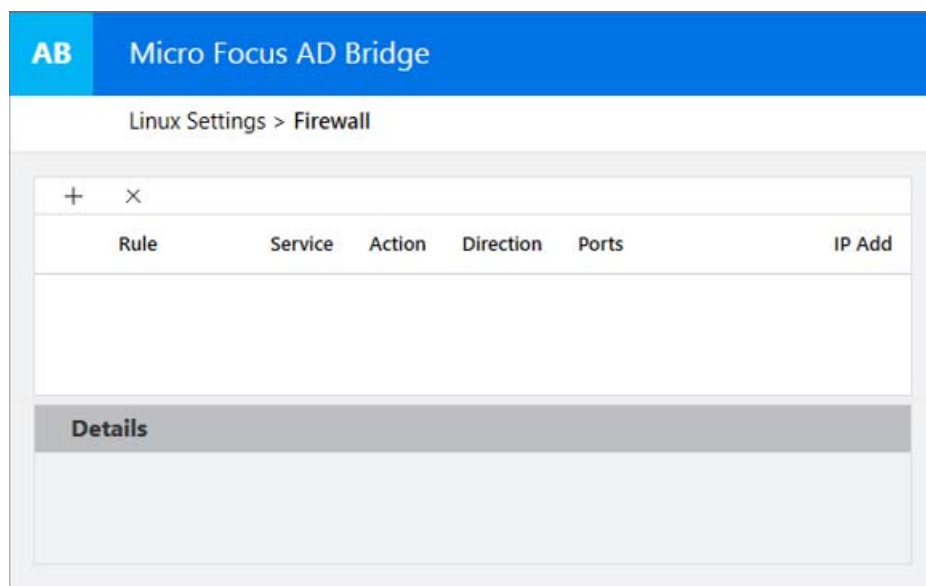 AB Micro Focus AD Bridge
Linux Settings > Firewall
+ ×
Rule Service Action Direction Ports IP Add
Details